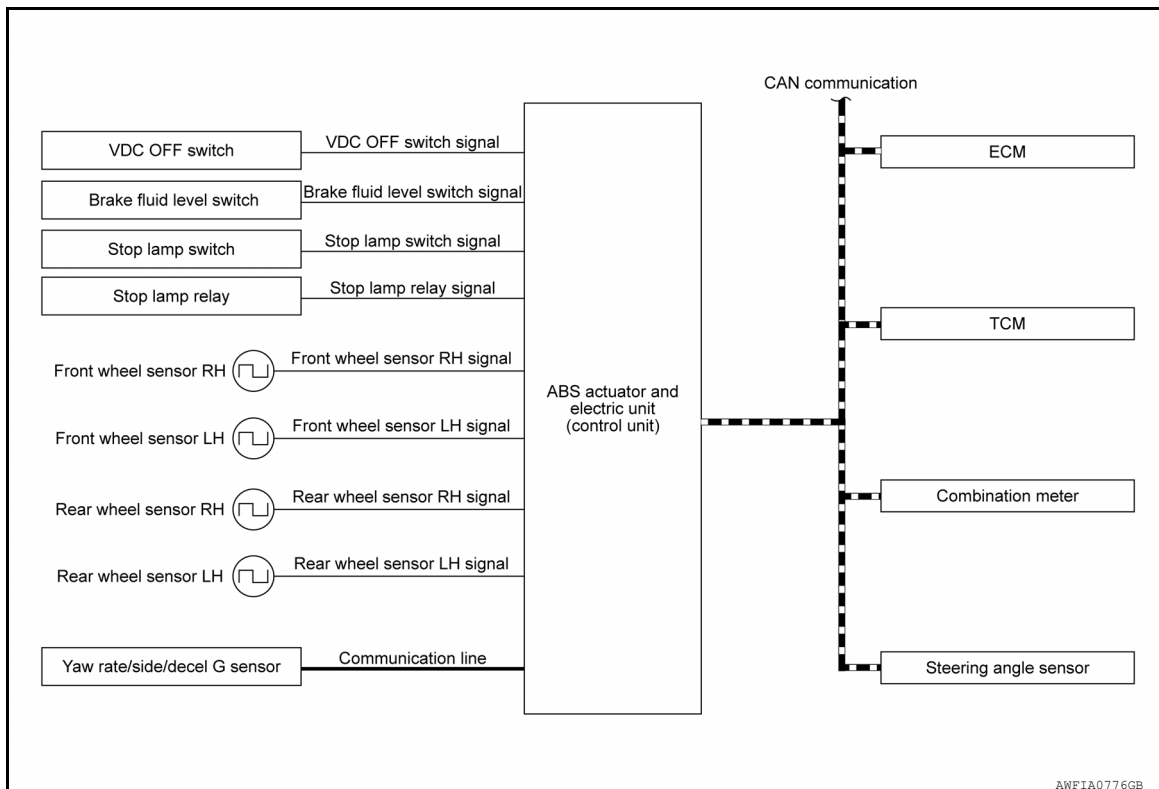 CAN communication
VDC OFF switch
VDC OFF switch signal
ECM
Brake fluid level switch
Brake fluid level switch signal
Stop lamp switch
Stop lamp switch signal
Stop lamp relay
Stop lamp relay signal
TCM
Front wheel sensor RH
Front wheel sensor RH signal
ABS actuator and
electric unit
(control unit)
Front wheel sensor LH
Front wheel sensor LH signal
Rear wheel sensor RH
Rear wheel sensor RH signal
Combination meter
Rear wheel sensor LH
Rear wheel sensor LH signal
Yaw rate/side/decel G sensor
Communication line
Steering angle sensor
AWFIA0776GB